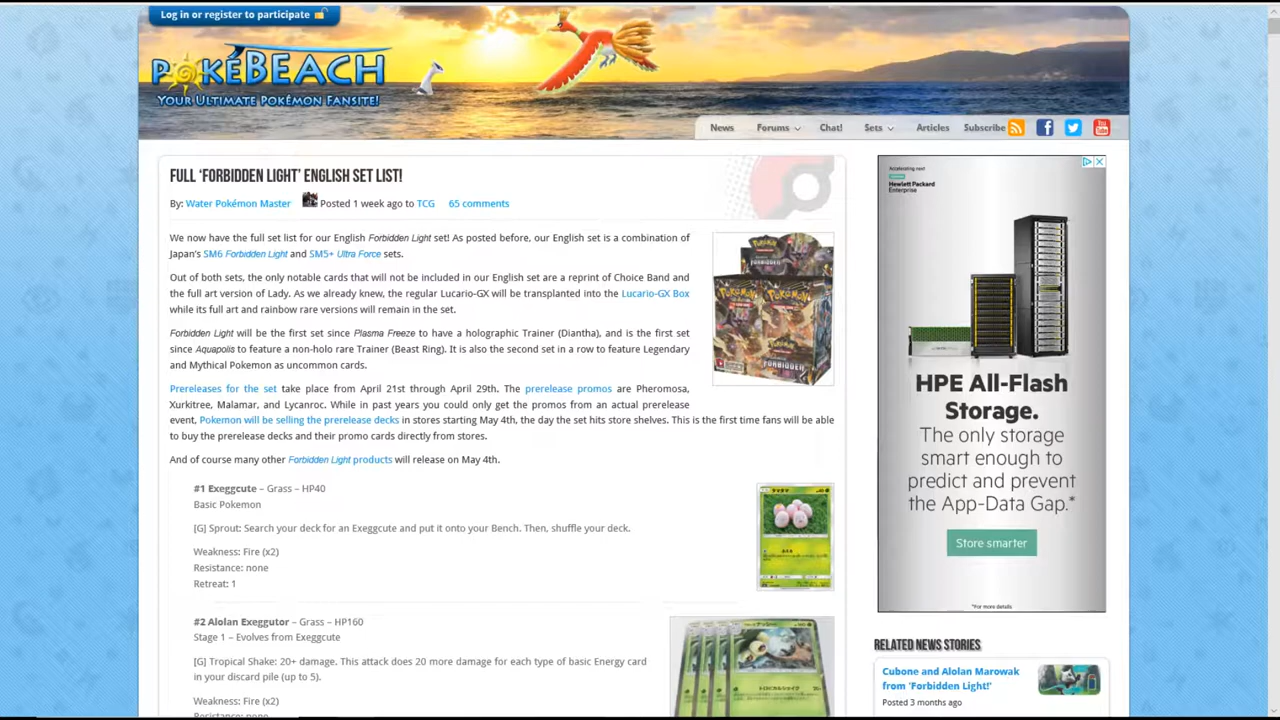 Log in or register to participate
POKÉBEACH
YOUR ULTIMATE POKÉMON FANSITE!
News Forums Chat! Sets Articles Subscribe
FULL ‘FORBIDDEN LIGHT’ ENGLISH SET LIST!
By: Water Pokémon Master Posted 1 week ago to TCG 65 comments
We now have the full set list for our English Forbidden Light set! As posted before, our English set is a combination of
Japan's SM6 Forbidden Light and SM5+ Ultra Force sets.
Out of both sets, the only notable cards that will not be included in our English set are a reprint of Choice Band and
the full art version of Lady. As we already knew, the regular Lucario-GX will be transplanted into the Lucario-GX Box
while its full art and rainbow rare versions will remain in the set.
Forbidden Light will be the first set since Plasma Freeze to have a holographic Trainer (Diantha), and is the first set
since Aquapolis to feature a non-holo rare Trainer (Beast Ring). It is also the second set in a row to feature Legendary
and Mythical Pokemon as uncommon cards.
Prereleases for the set take place from April 21st through April 29th. The prerelease promos are Pheromosa,
Xurkitree, Malamar, and Lycanroc. While in past years you could only get the promos from an actual prerelease
event, Pokemon will be selling the prerelease decks in stores starting May 4th, the day the set hits store shelves. This is the first time fans will be able
to buy the prerelease decks and their promo cards directly from stores.
And of course many other Forbidden Light products will release on May 4th.
#1 Exeggcute – Grass – HP40
Basic Pokemon
[G] Sprout: Search your deck for an Exeggcute and put it onto your Bench. Then, shuffle your deck.
Weakness: Fire (x2)
Resistance: none
Retreat: 1
#2 Alolan Exeggutor – Grass – HP160
Stage 1 – Evolves from Exeggcute
[G] Tropical Shake: 20+ damage. This attack does 20 more damage for each type of basic Energy card
in your discard pile (up to 5).
Weakness: Fire (x2)
Resistance: none
Accelerating next
Hewlett Packard
Enterprise
HPE All-Flash
Storage.
The only storage
smart enough to
predict and prevent
the App-Data Gap.*
Store smarter
*For more details
RELATED NEWS STORIES
Cubone and Alolan Marowak
from ‘Forbidden Light!’
Posted 3 months ago